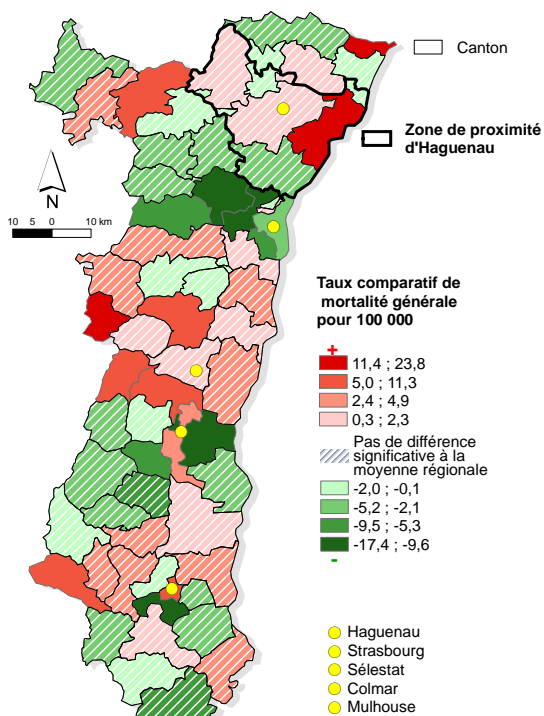 Canton
Zone de proximité
d'Haguenau
N
10 5 0 10 km
Taux comparatif de
mortalité générale
pour 100 000
+
11,4 ; 23,8
5,0 ; 11,3
2,4 ; 4,9
0,3 ; 2,3
Pas de différence
significative à la
moyenne régionale
-2,0 ; -0,1
-5,2 ; -2,1
-9,5 ; -5,3
-17,4 ; -9,6
-
Haguenau
Strasbourg
Sélestat
Colmar
Mulhouse